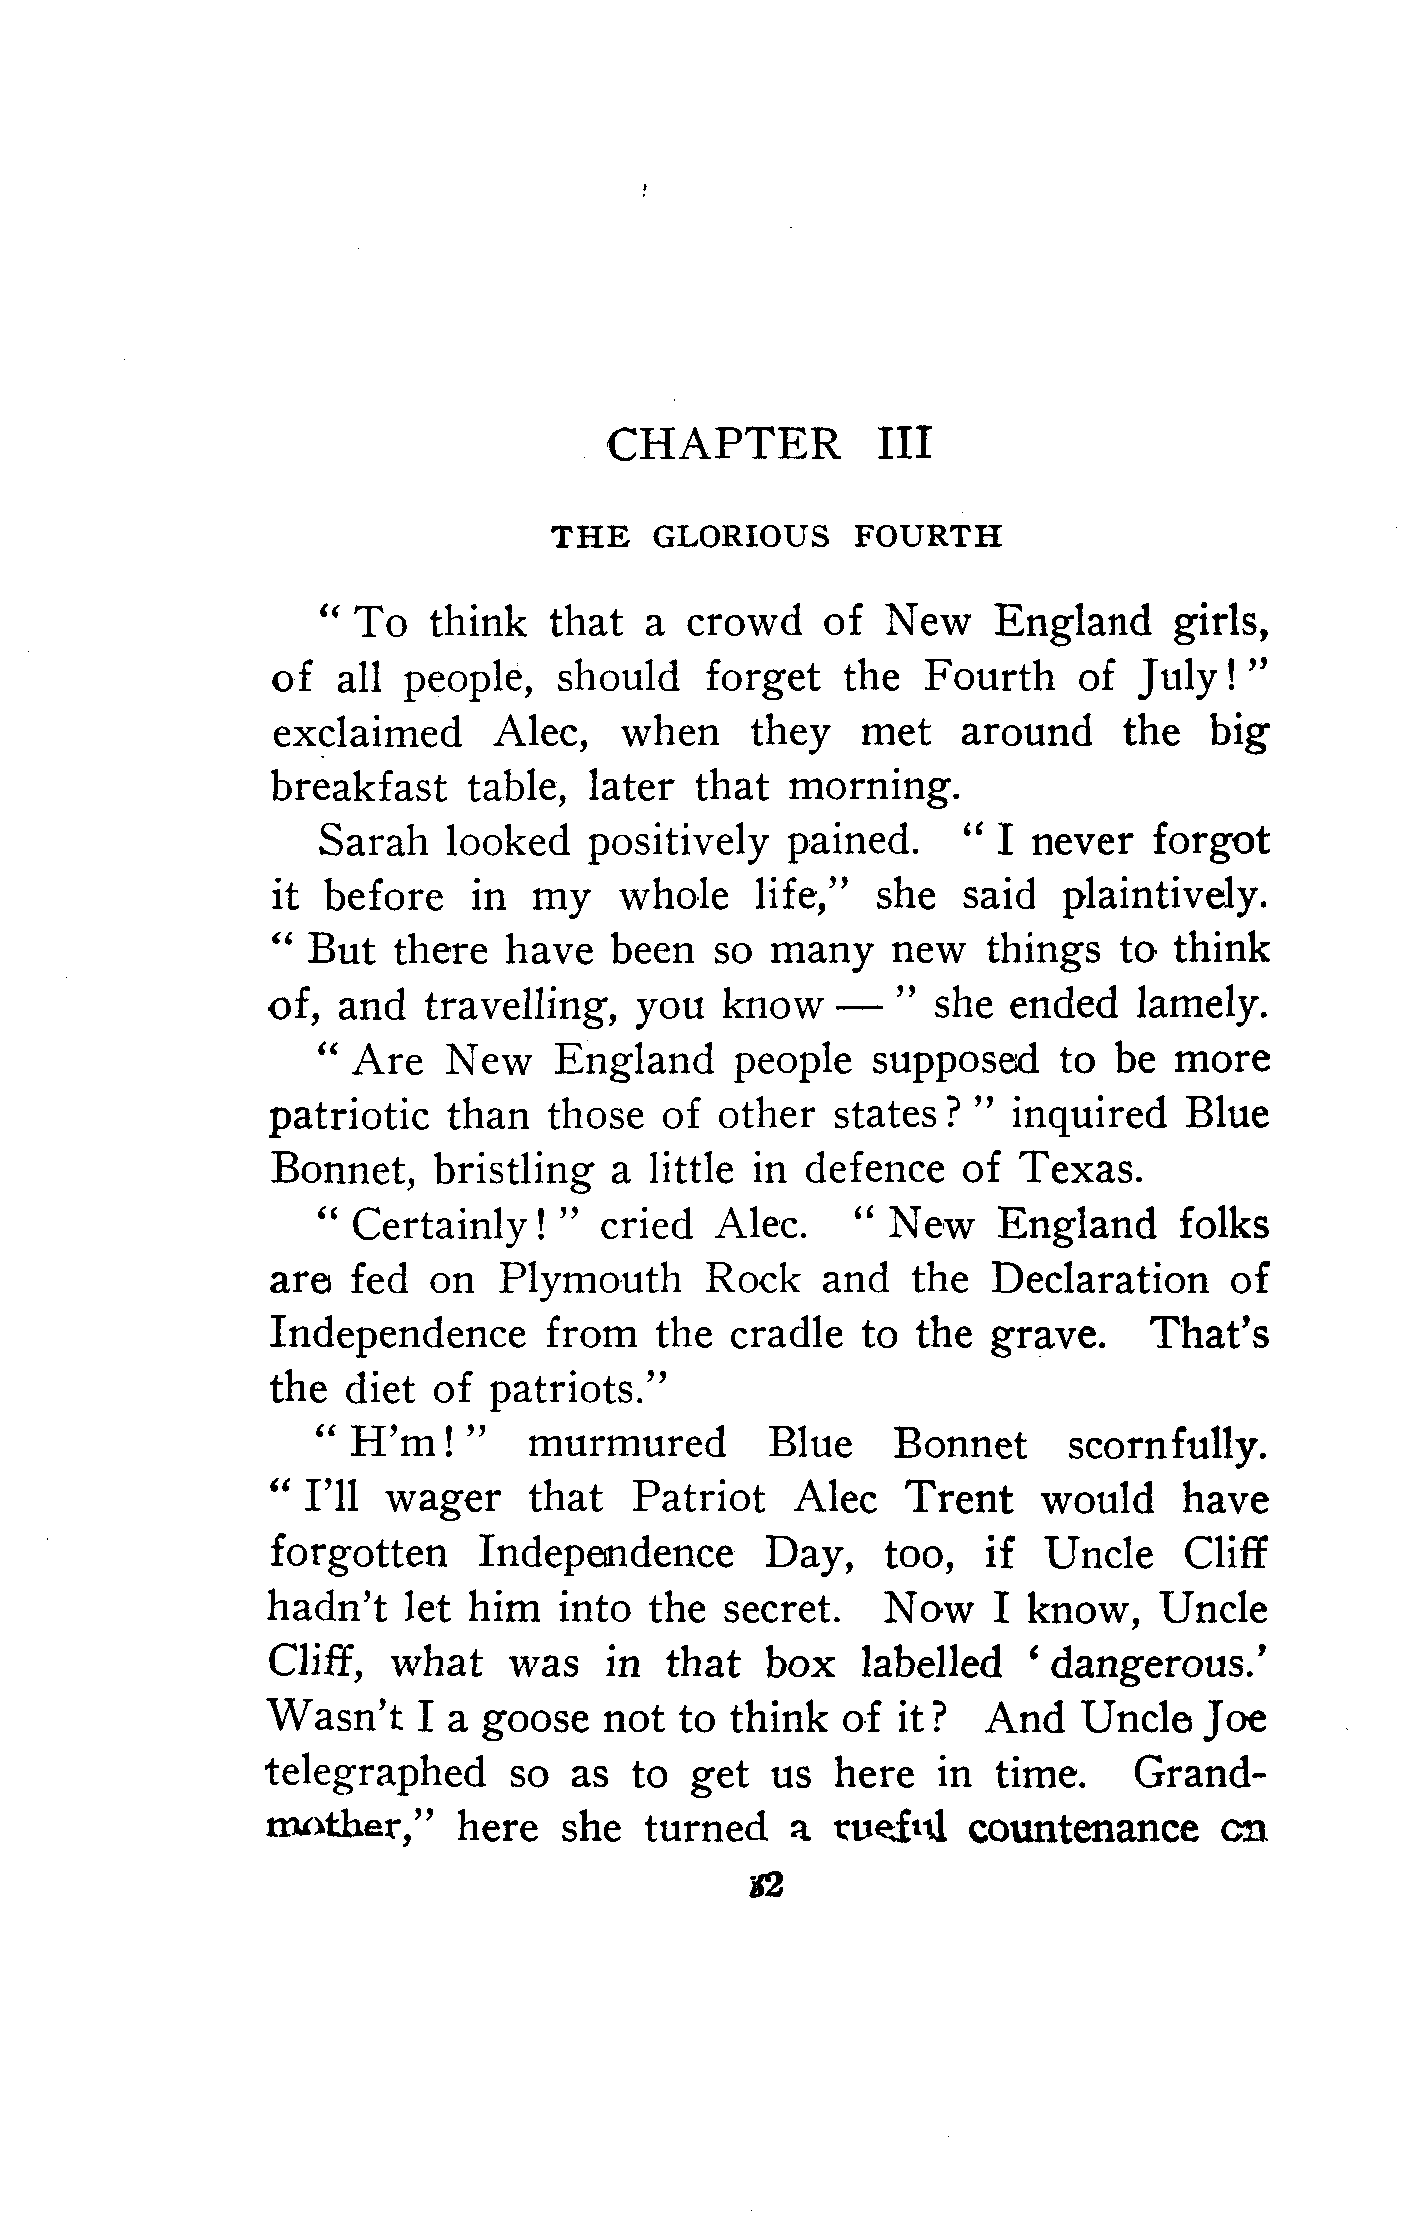 CHAPTER III
THE GLORIOUS FOURTH
" To think that a crowd of New England girls,
of all people, should forget the Fourth of July! "
exclaimed Alec, when they met around the big
breakfast table, later that morning.
Sarah looked positively pained. " I never forgot
it before in my whole life," she said plaintively.
" But there have been so many new things to think
of, and travelling, you know — " she ended lamely.
" Are New England people supposed to be more
patriotic than those of other states? " inquired Blue
Bonnet, bristling a little in defence of Texas.
" Certainly! " cried Alec. " New England folks
are fed on Plymouth Rock and the Declaration of
Independence from the cradle to the grave. That's
the diet of patriots."
" H'm! " murmured Blue Bonnet scornfully.
" I'll wager that Patriot Alec Trent would have
forgotten Independence Day, too, if Uncle Cliff
hadn't let him into the secret. Now I know, Uncle
Cliff, what was in that box labelled ' dangerous.'
Wasn't I a goose not to think of it? And Uncle Joe
telegraphed so as to get us here in time. Grand-
mother," here she turned a rueful countenance on